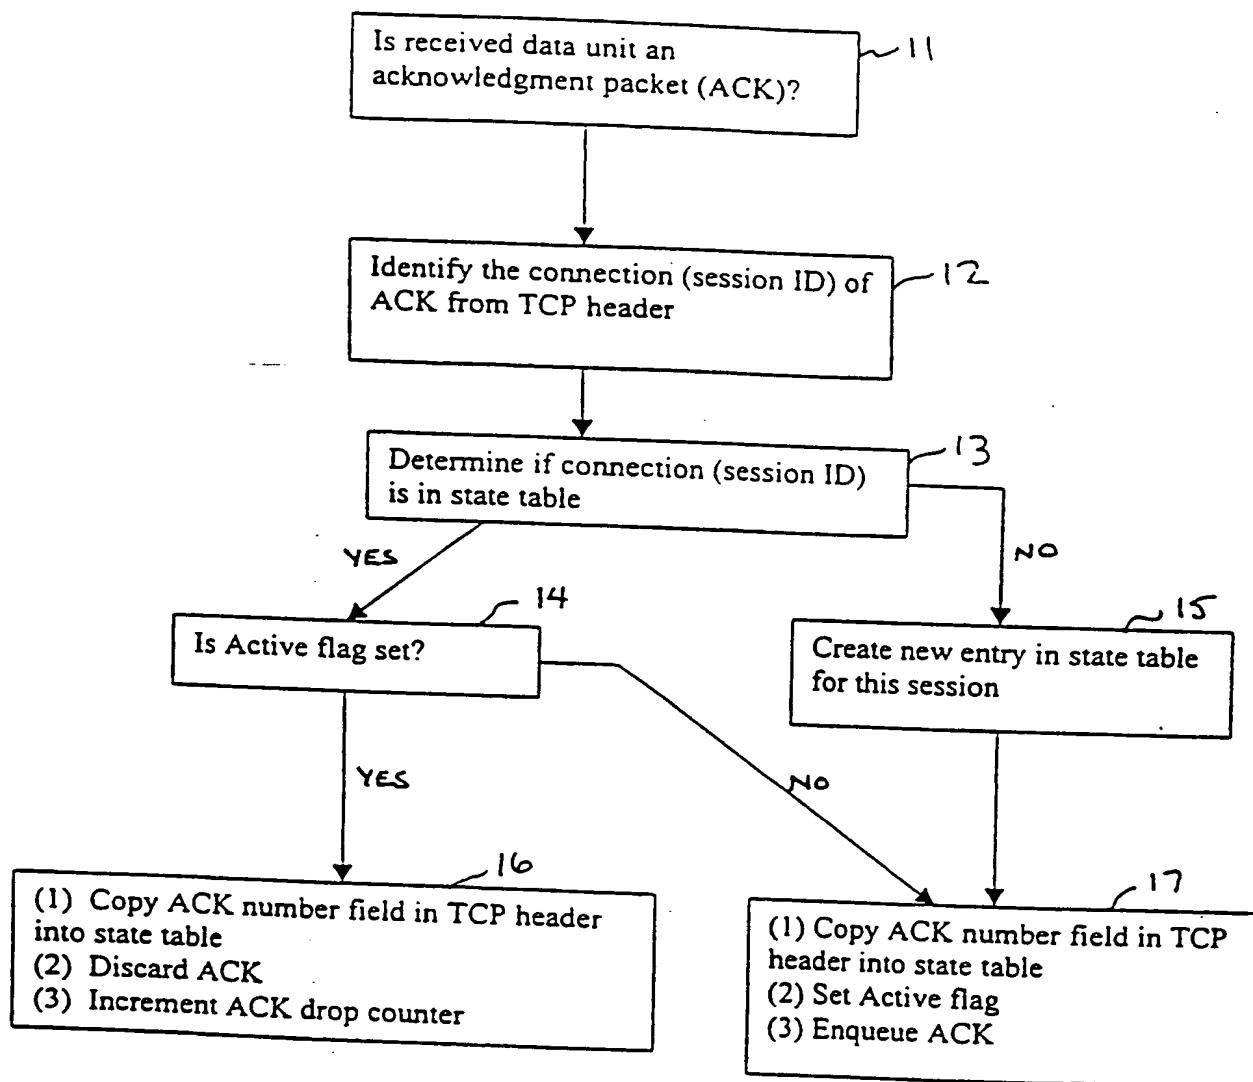 Is received data unit an
acknowledgment packet (ACK)?
11
Identify the connection (session ID) of
ACK from TCP header
12
Determine if connection (session ID)
is in state table
13
YES
NO
Is Active flag set?
14
Create new entry in state table
for this session
15
YES
NO
(1) Copy ACK number field in TCP header
into state table
(2) Discard ACK
(3) Increment ACK drop counter
16
(1) Copy ACK number field in TCP
header into state table
(2) Set Active flag
(3) Enqueue ACK
17